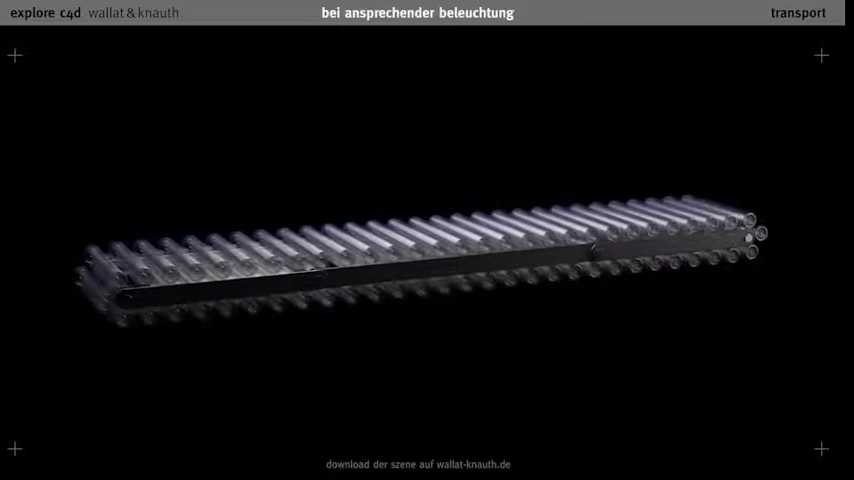 explore c4d wallat & knauth
bei ansprechender beleuchtung
transport
download der szene auf wallat-knauth.de